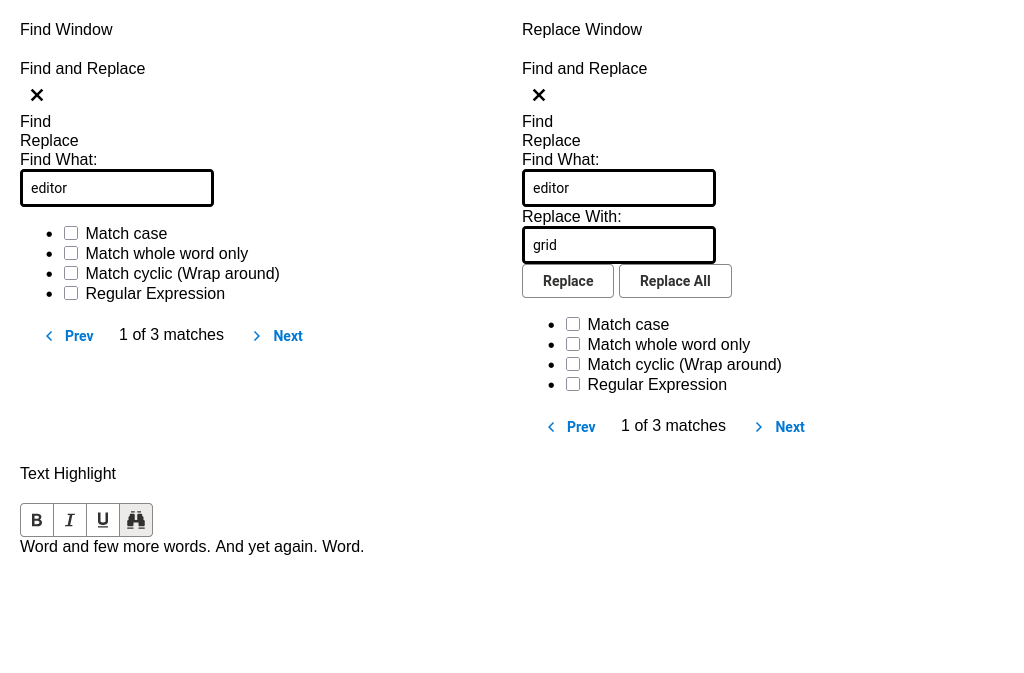 Find Window
Find and Replace
Find
Replace
Find What:
editor
Match case
Match whole word only
Match cyclic (Wrap around)
Regular Expression
Prev 1 of 3 matches Next
Replace Window
Find and Replace
Find
Replace
Find What:
editor
Replace With:
grid
Replace Replace All
Match case
Match whole word only
Match cyclic (Wrap around)
Regular Expression
Prev 1 of 3 matches Next
Text Highlight
B I U
Word and few more words. And yet again. Word.